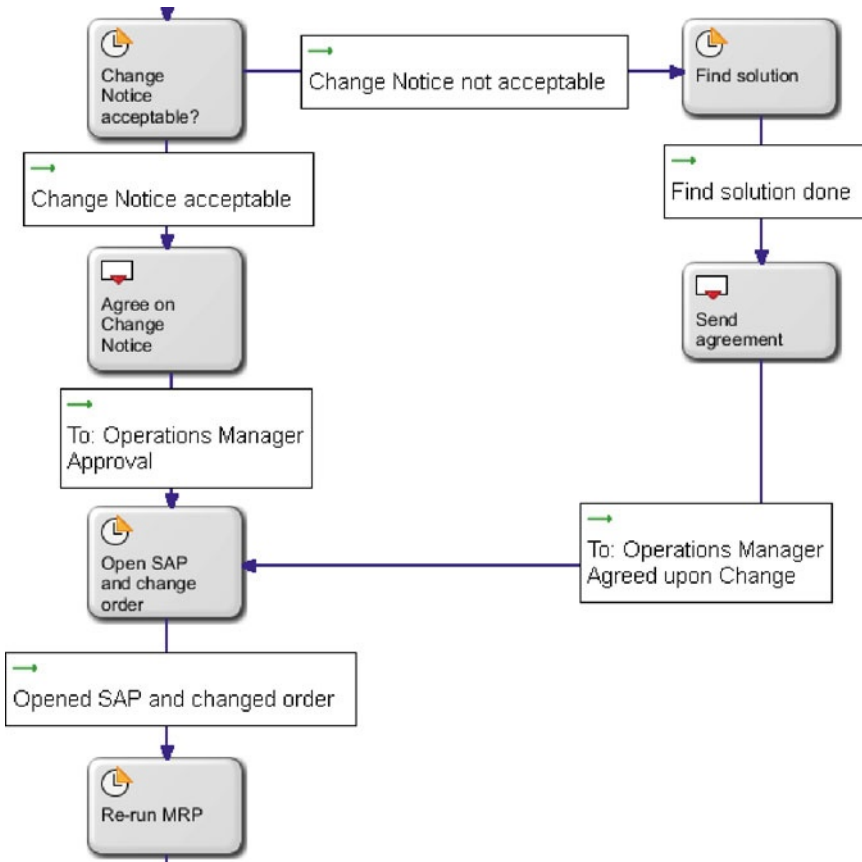 Change
Notice
acceptable?
Change Notice not acceptable
Find solution
Change Notice acceptable
Find solution done
Agree on
Change
Notice
Send
agreement
To: Operations Manager
Approval
Open SAP
and change
order
To: Operations Manager
Agreed upon Change
Opened SAP and changed order
Re-run MRP